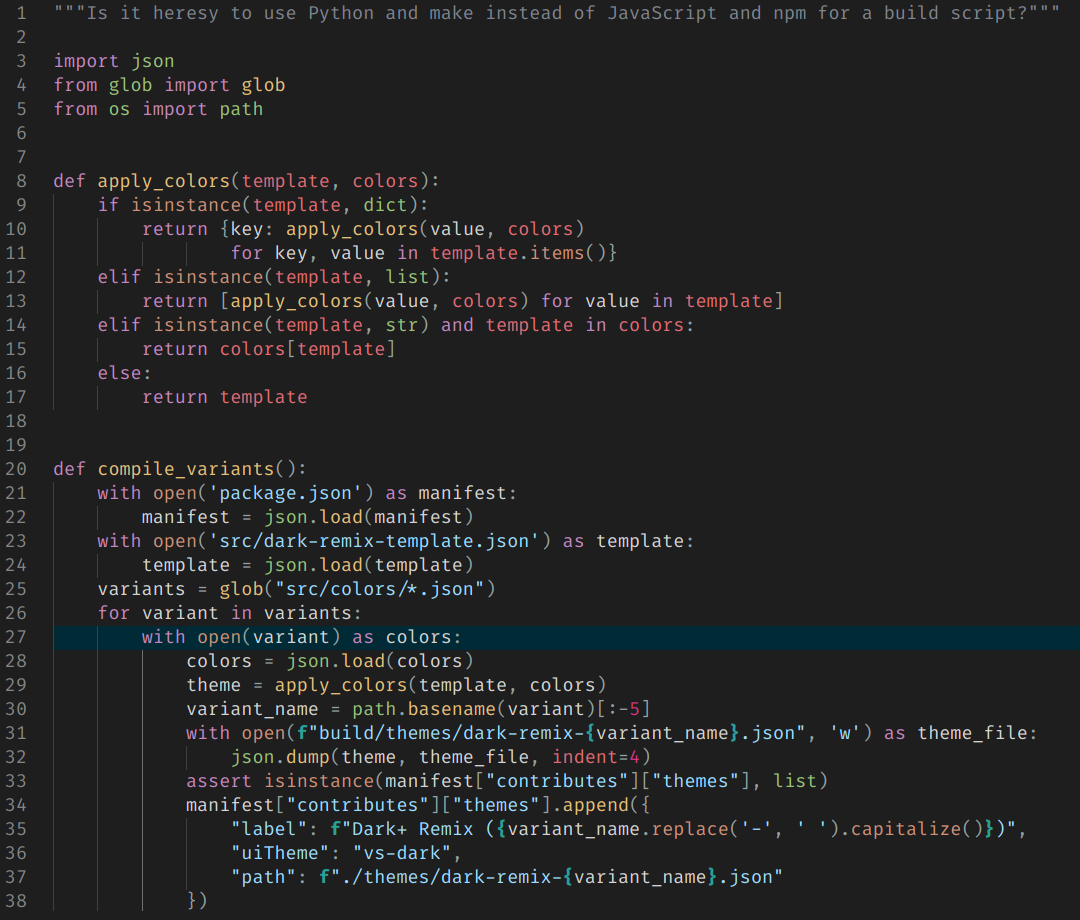 1 """Is it heresy to use Python and make instead of JavaScript and npm for a build script?"""
2
3 import json
4 from glob import glob
5 from os import path
6
7
8 def apply_colors(template, colors):
9     if isinstance(template, dict):
10         return {key: apply_colors(value, colors)
11                 for key, value in template.items()}
12     elif isinstance(template, list):
13         return [apply_colors(value, colors) for value in template]
14     elif isinstance(template, str) and template in colors:
15         return colors[template]
16     else:
17         return template
18
19
20 def compile_variants():
21     with open('package.json') as manifest:
22         manifest = json.load(manifest)
23     with open('src/dark-remix-template.json') as template:
24         template = json.load(template)
25     variants = glob("src/colors/*.json")
26     for variant in variants:
27         with open(variant) as colors:
28             colors = json.load(colors)
29             theme = apply_colors(template, colors)
30             variant_name = path.basename(variant)[:-5]
31             with open(f"build/themes/dark-remix-{variant_name}.json", 'w') as theme_file:
32                 json.dump(theme, theme_file, indent=4)
33             assert isinstance(manifest["contributes"]["themes"], list)
34             manifest["contributes"]["themes"].append({
35                 "label": f"Dark+ Remix ({variant_name.replace('-', ' ').capitalize()})",
36                 "uiTheme": "vs-dark",
37                 "path": f"./themes/dark-remix-{variant_name}.json"
38             })